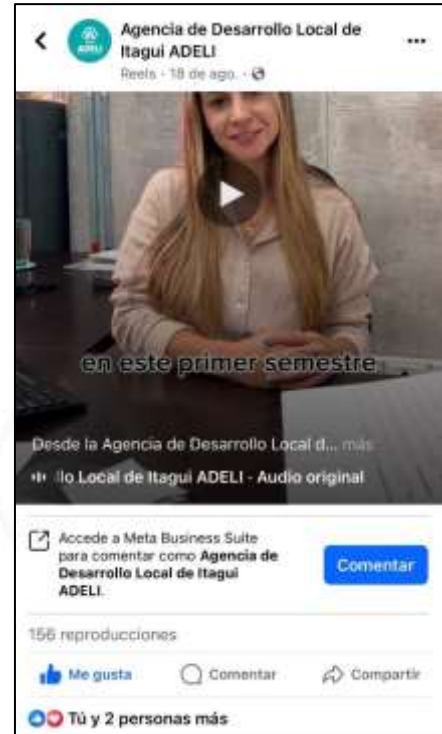 Agencia de Desarrollo Local de
Itagui ADELI
Reels · 18 de ago. ·
ADELI
en este primer semestre
Desde la Agencia de Desarrollo Local d... más
llo Local de Itagui ADELI - Audio original
Accede a Meta Business Suite
para comentar como Agencia de
Desarrollo Local de Itagui
ADELI.
Comentar
156 reproducciones
Me gusta
Comentar
Compartir
Tú y 2 personas más